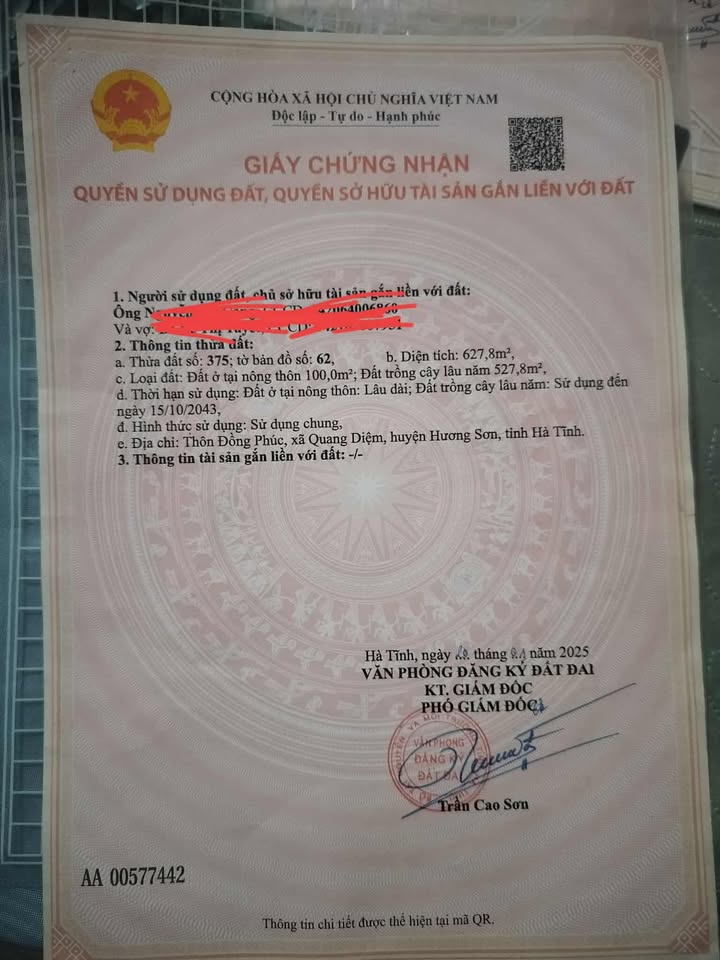 CỘNG HÒA XÃ HỘI CHỦ NGHĨA VIỆT NAM
Độc lập - Tự do - Hạnh phúc
GIẤY CHỨNG NHẬN
QUYỀN SỬ DỤNG ĐẤT, QUYỀN SỞ HỮU TÀI SẢN GẮN LIỀN VỚI ĐẤT
1. Người sử dụng đất, chủ sở hữu tài sản gắn liền với đất:
Ông
Và vợ:
2. Thông tin thửa đất:
a. Thửa đất số: 375; tờ bản đồ số: 62, b. Diện tích: 627,8m²,
c. Loại đất: Đất ở tại nông thôn 100,0m²; Đất trồng cây lâu năm 527,8m²,
d. Thời hạn sử dụng: Đất ở tại nông thôn: Lâu dài; Đất trồng cây lâu năm: Sử dụng đến
ngày 15/10/2043,
đ. Hình thức sử dụng: Sử dụng chung,
e. Địa chỉ: Thôn Đồng Phúc, xã Quang Diệm, huyện Hương Sơn, tỉnh Hà Tĩnh.
3. Thông tin tài sản gắn liền với đất: -/-
Hà Tĩnh, ngày tháng năm 2025
VĂN PHÒNG ĐĂNG KÝ ĐẤT ĐAI
KT. GIÁM ĐỐC
PHÓ GIÁM ĐỐC
VĂN PHÒNG
ĐĂNG KÝ
ĐẤT ĐAI
Trần Cao Sơn
AA 00577442
Thông tin chi tiết được thể hiện tại mã QR.